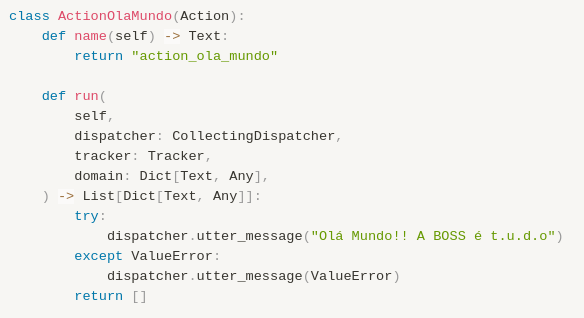 class ActionOlaMundo(Action):
    def name(self) -> Text:
        return "action_ola_mundo"

    def run(
        self,
        dispatcher: CollectingDispatcher,
        tracker: Tracker,
        domain: Dict[Text, Any],
    ) -> List[Dict[Text, Any]]:
        try:
            dispatcher.utter_message("Olá Mundo!! A BOSS é t.u.d.o")
        except ValueError:
            dispatcher.utter_message(ValueError)
        return []